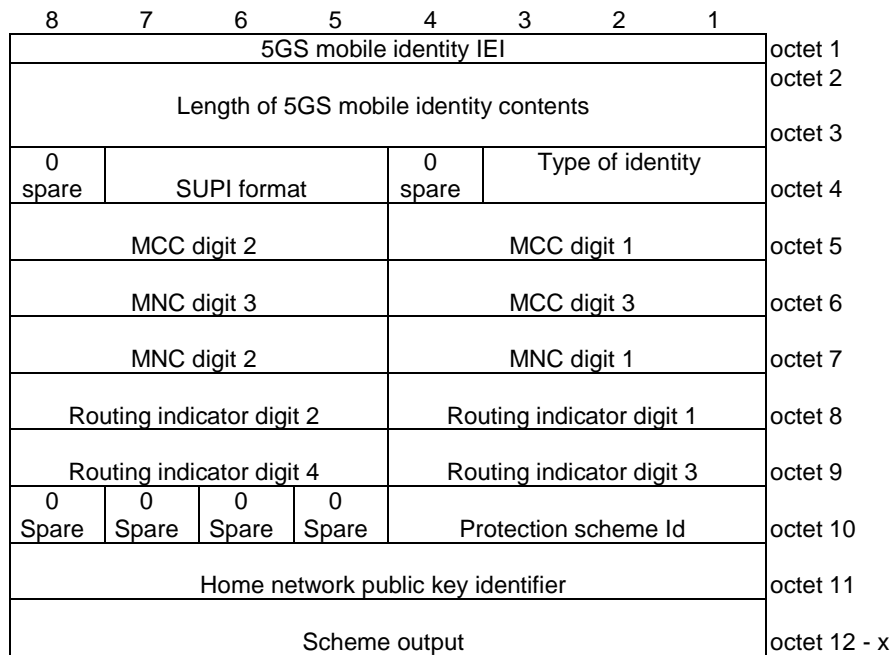 8 7 6 5 4 3 2 1
5GS mobile identity IEI octet 1
octet 2
Length of 5GS mobile identity contents
octet 3
0 0 Type of identity
spare SUPI format spare octet 4
MCC digit 2 MCC digit 1 octet 5
MNC digit 3 MCC digit 3 octet 6
MNC digit 2 MNC digit 1 octet 7
Routing indicator digit 2 Routing indicator digit 1 octet 8
Routing indicator digit 4 Routing indicator digit 3 octet 9
0 0 0 0
Spare Spare Spare Spare Protection scheme Id octet 10
Home network public key identifier octet 11
Scheme output octet 12 - x